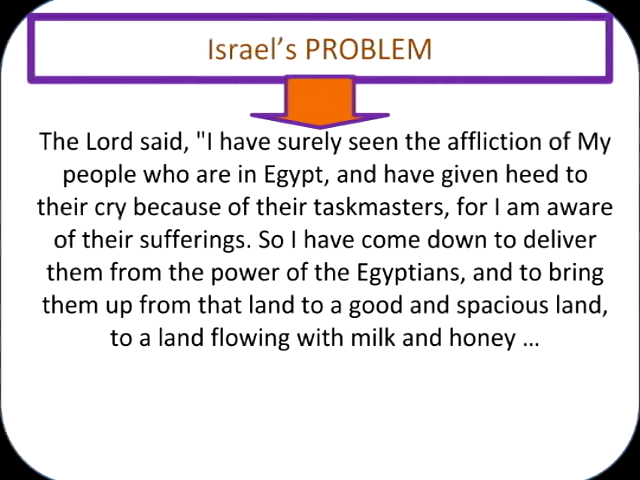 Israel’s PROBLEM
The Lord said, "I have surely seen the affliction of My
people who are in Egypt, and have given heed to
their cry because of their taskmasters, for I am aware
of their sufferings. So I have come down to deliver
them from the power of the Egyptians, and to bring
them up from that land to a good and spacious land,
to a land flowing with milk and honey …